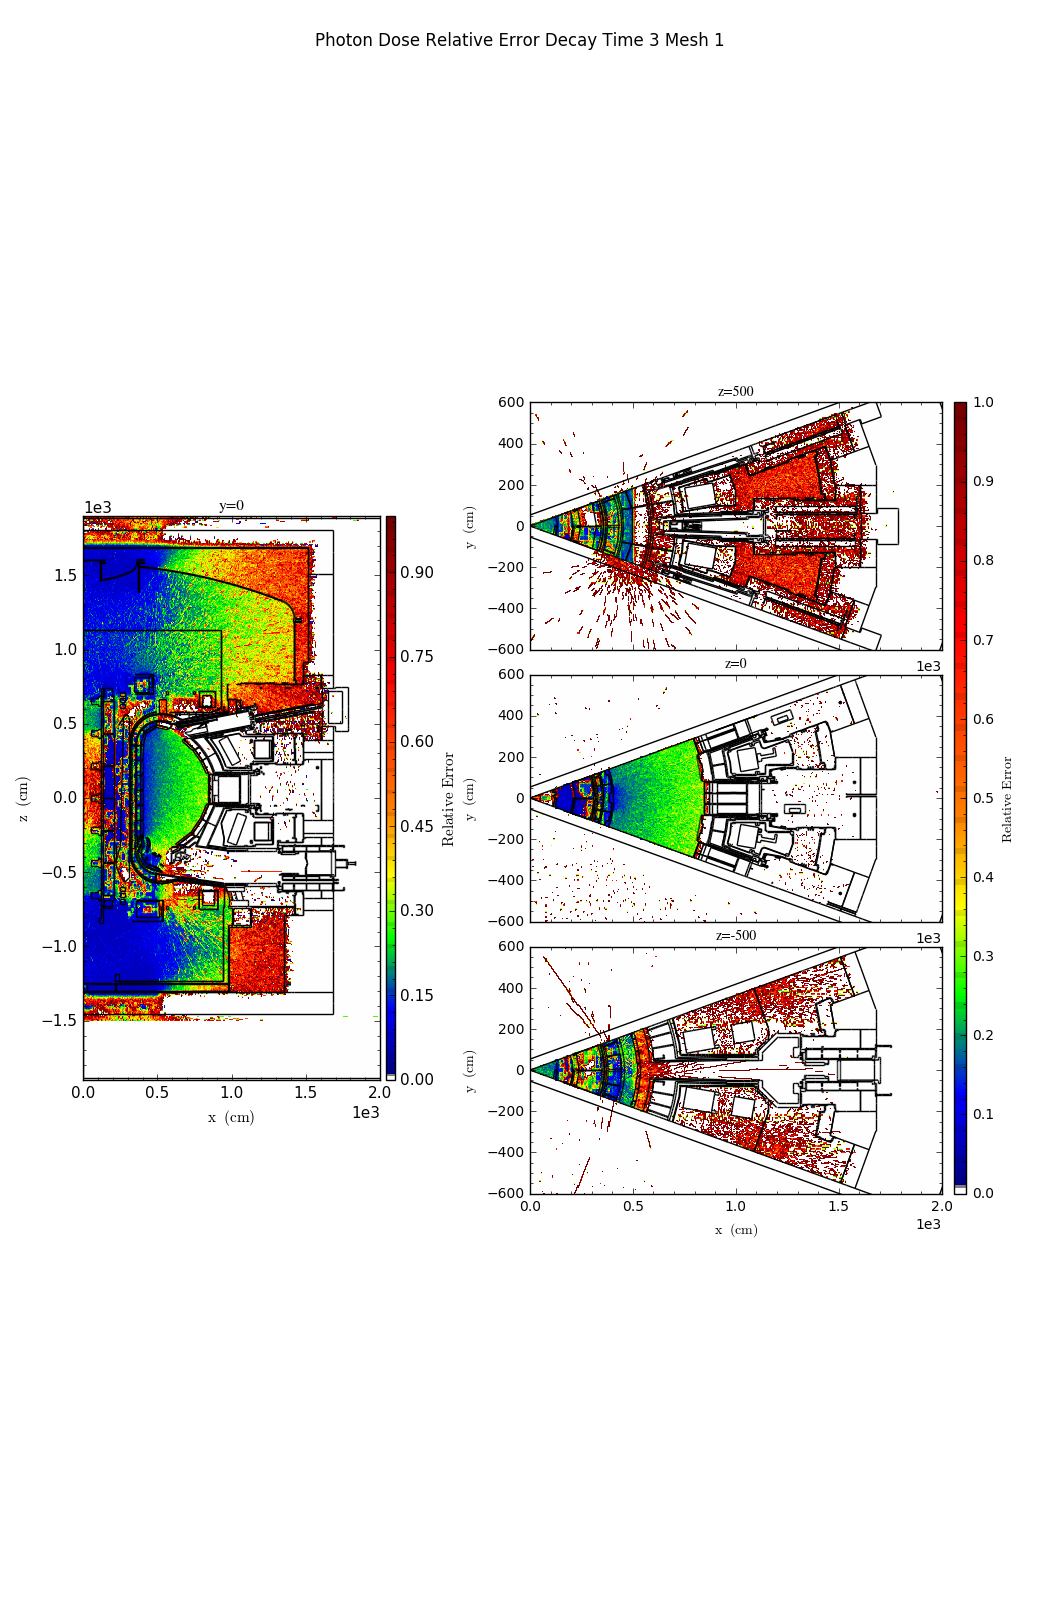 Photon Dose Relative Error Decay Time 3 Mesh 1
y=0
1e3
1.5
1.0
0.5
0.0
−0.5
−1.0
−1.5
z (cm)
0.0 0.5 1.0 1.5 2.0
1e3
x (cm)
0.90
0.75
0.60
0.45
0.30
0.15
0.00
Relative Error
z=500
600
400
200
0
−200
−400
−600
y (cm)
1e3
z=0
600
400
200
0
−200
−400
−600
y (cm)
1e3
z=-500
600
400
200
0
−200
−400
−600
y (cm)
0.0 0.5 1.0 1.5 2.0
1e3
x (cm)
1.0
0.9
0.8
0.7
0.6
0.5
0.4
0.3
0.2
0.1
0.0
Relative Error